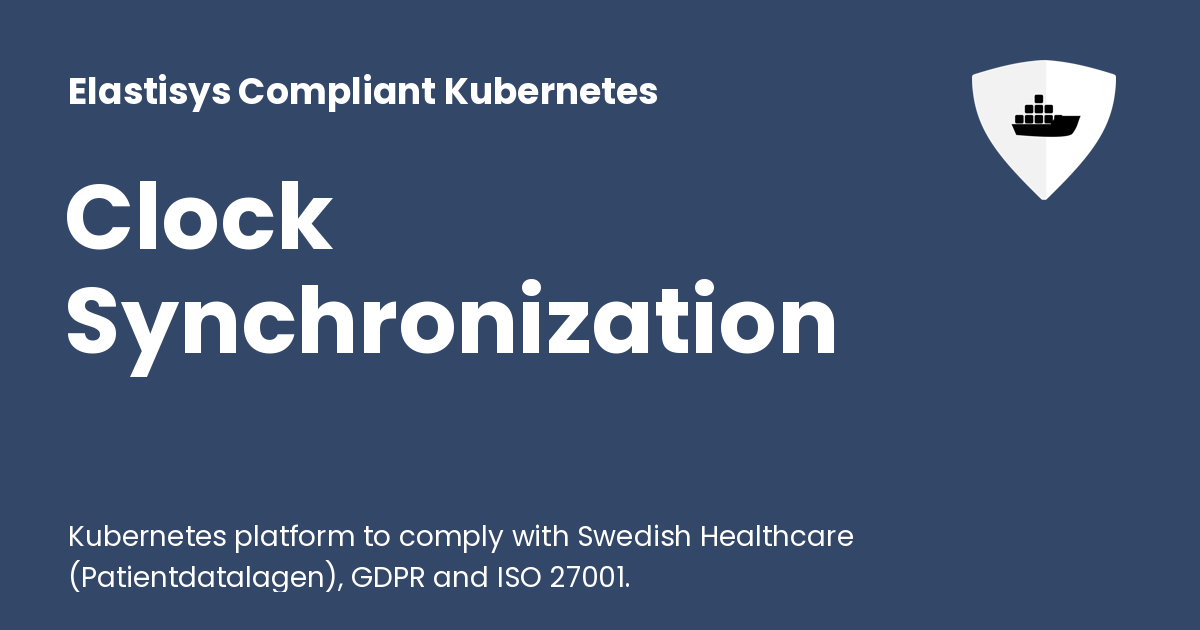 Elastisys Compliant Kubernetes
Clock
Synchronization
Kubernetes platform to comply with Swedish Healthcare
(Patientdatalagen), GDPR and ISO 27001.